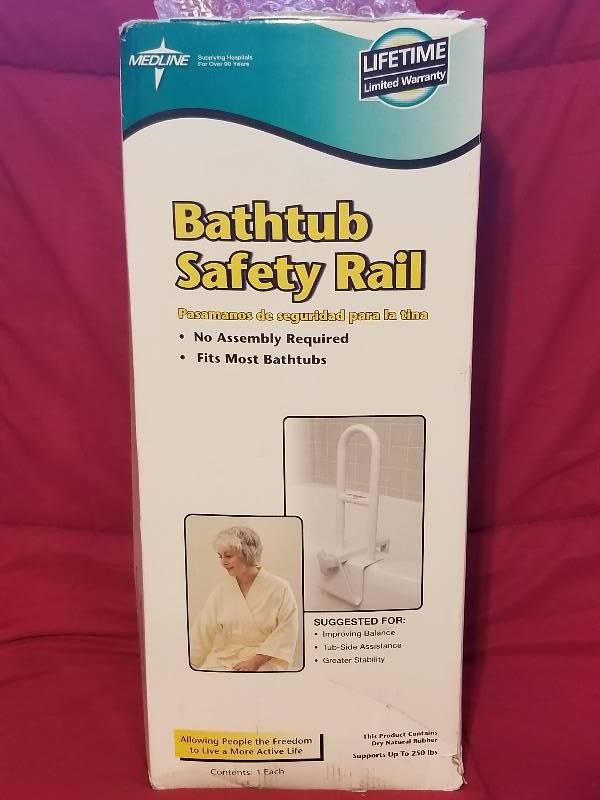 MEDLINE
Supplying Hospitals
For Over 90 Years
LIFETIME
Limited Warranty
Bathtub
Safety Rail
Pasamanos de seguridad para la tina
• No Assembly Required
• Fits Most Bathtubs
SUGGESTED FOR:
• Improving Balance
• Tub-Side Assistance
• Greater Stability
Allowing People the Freedom
to Live a More Active Life
This Product Contains
Dry Natural Rubber
Supports Up To 250 lbs
Contents: 1 Each